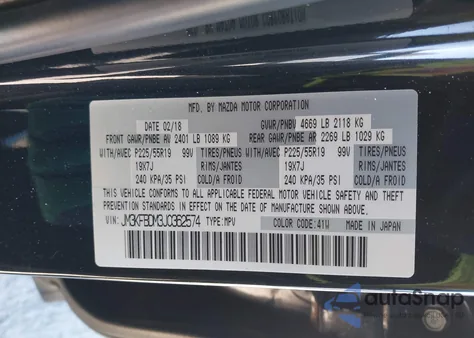 MFD. BY MAZDA MOTOR CORPORATION
DATE 02/18 GVWR/PNBV 4669 LB 2118 KG
FRONT GAWR/PNBE AV 2401 LB 1089 KG REAR GAWR/PNBE AR 2269 LB 1029 KG
WITH/AVEC P225/55R19 99V WITH/AVEC P225/55R19 99V
19X7J RIMS/JANTES 19X7J RIMS/JANTES
240 KPA/35 PSI COLD/A FROID 240 KPA/35 PSI COLD/A FROID
THIS VEHICLE CONFORMS TO ALL APPLICABLE FEDERAL MOTOR VEHICLE SAFETY AND THEFT
PREVENTION STANDARDS IN EFFECT ON THE DATE OF MANUFACTURE SHOWN ABOVE.
VIN: JM3KFBDM3J0362574 TYPE:MPV COLOR CODE:41W MADE IN JAPAN
autoSnap